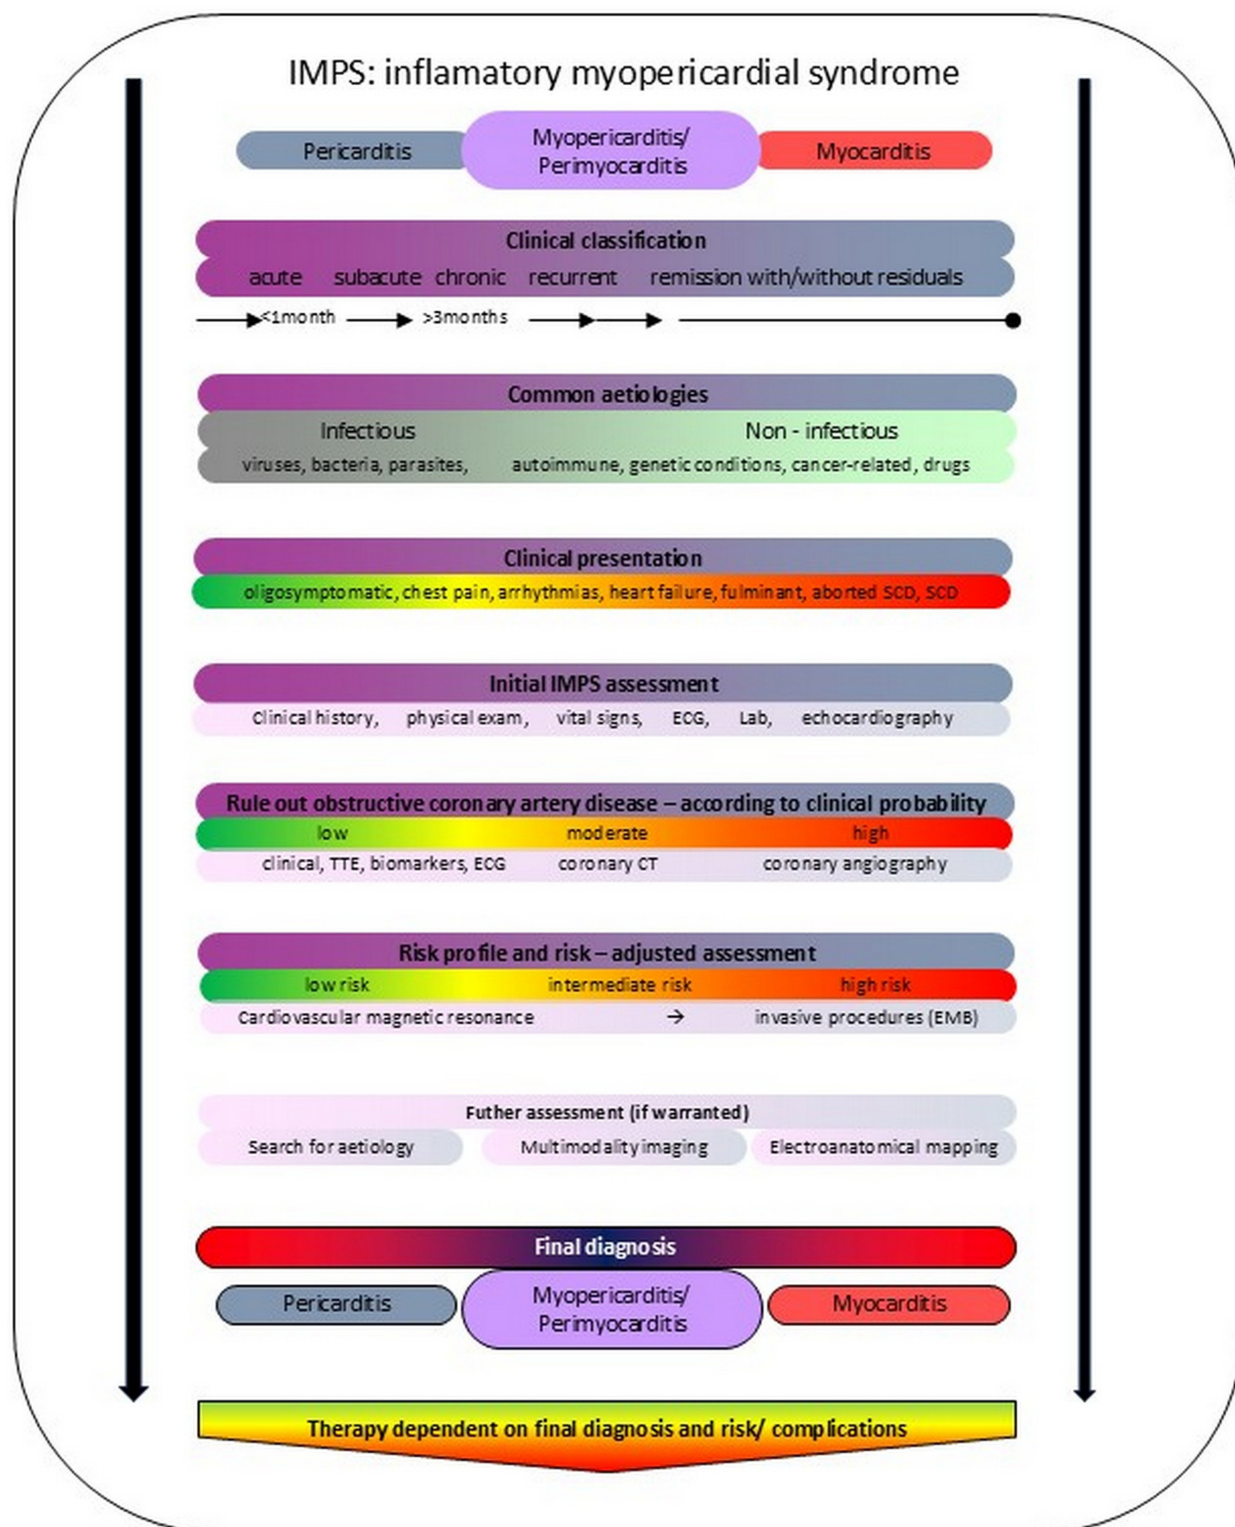 IMPS: inflamatory myopericardial syndrome
Pericarditis
Myopericarditis/
Perimyocarditis
Myocarditis
Clinical classification
acute subacute chronic recurrent remission with/without residuals
<1month >3months
Common aetiologies
Infectious Non - infectious
viruses, bacteria, parasites, autoimmune, genetic conditions, cancer-related, drugs
Clinical presentation
oligosymptomatic, chest pain, arrhythmias, heart failure, fulminant, aborted SCD, SCD
Initial IMPS assessment
Clinical history, physical exam, vital signs, ECG, Lab, echocardiography
Rule out obstructive coronary artery disease – according to clinical probability
low moderate high
clinical, TTE, biomarkers, ECG coronary CT coronary angiography
Risk profile and risk – adjusted assessment
low risk intermediate risk high risk
Cardiovascular magnetic resonance → invasive procedures (EMB)
Futher assessment (if warranted)
Search for aetiology Multimodality imaging Electroanatomical mapping
Final diagnosis
Pericarditis
Myopericarditis/
Perimyocarditis
Myocarditis
Therapy dependent on final diagnosis and risk/ complications